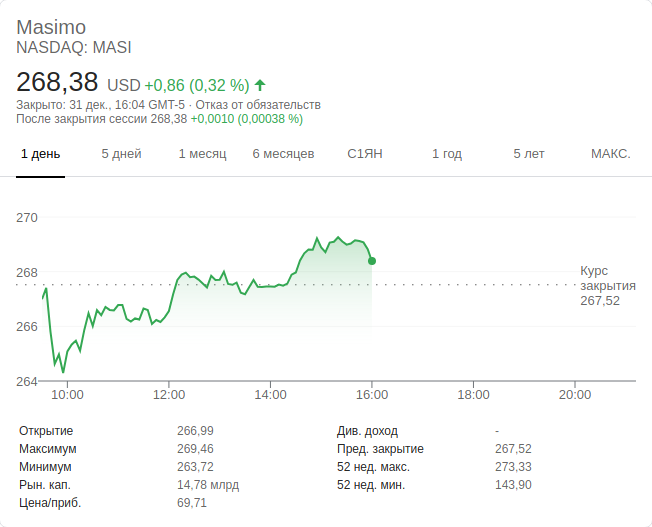 Masimo
NASDAQ: MASI
268,38 USD +0,86 (0,32 %)
Закрыто: 31 дек., 16:04 GMT-5 · Отказ от обязательств
После закрытия сессии 268,38 +0,0010 (0,00038 %)
1 день 5 дней 1 месяц 6 месяцев С1ЯН 1 год 5 лет МАКС.
270
268
266
264
Курс
закрытия
267,52
10:00 12:00 14:00 16:00 18:00 20:00
Открытие 266,99 Див. доход -
Максимум 269,46 Пред. закрытие 267,52
Минимум 263,72 52 нед. макс. 273,33
Рын. кап. 14,78 млрд 52 нед. мин. 143,90
Цена/приб. 69,71